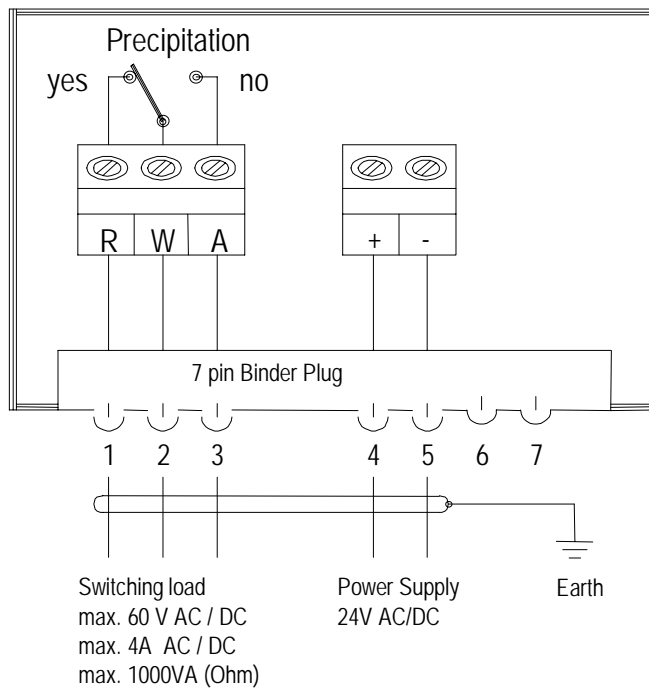 Precipitation
yes no
R W A + -
7 pin Binder Plug
1 2 3 4 5 6 7
Switching load
max. 60 V AC / DC
max. 4A AC / DC
max. 1000VA (Ohm)
Power Supply
24V AC/DC
Earth